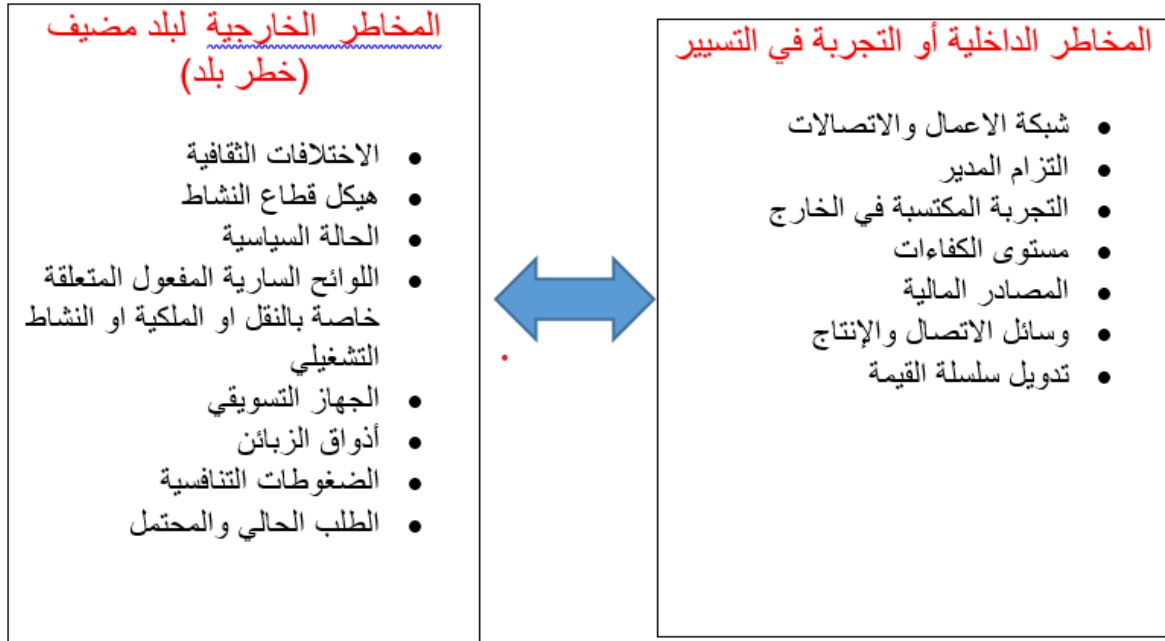 المخاطر الداخلية أو التجربة في التسيير
● شبكة الاعمال والاتصالات
● التزام المدير
● التجربة المكتسبة في الخارج
● مستوى الكفاءات
● المصادر المالية
● وسائل الاتصال والإنتاج
● تدويل سلسلة القيمة
المخاطر الخارجية لبلد مضيف
(خطر بلد)
● الاختلافات الثقافية
● هيكل قطاع النشاط
● الحالة السياسية
● اللوائح السارية المفعول المتعلقة
خاصة بالنقل او الملكية او النشاط
التشغيلي
● الجهاز التسويقي
● أذواق الزبائن
● الضغوطات التنافسية
● الطلب الحالي والمحتمل